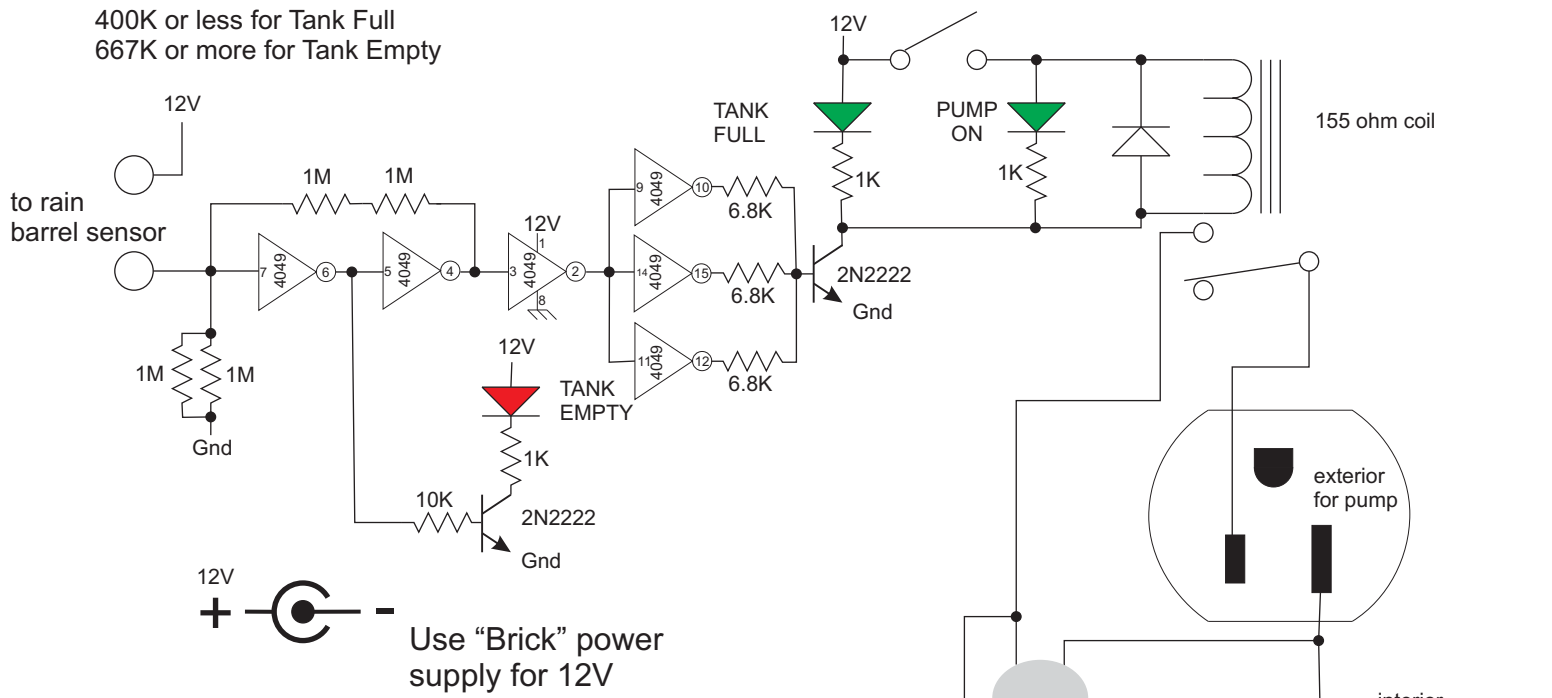 400K or less for Tank Full
667K or more for Tank Empty
12V
to rain
barrel sensor
1M
1M
7
4049
6
5
4049
4
12V
1
3
4049
2
8
1M
1M
Gnd
12V
TANK
EMPTY
1K
10K
2N2222
Gnd
9
4049
10
6.8K
14
4049
15
6.8K
11
4049
12
6.8K
12V
TANK
FULL
1K
PUMP
ON
1K
2N2222
Gnd
155 ohm coil
exterior
for pump
12V
+
-
Use “Brick” power
supply for 12V